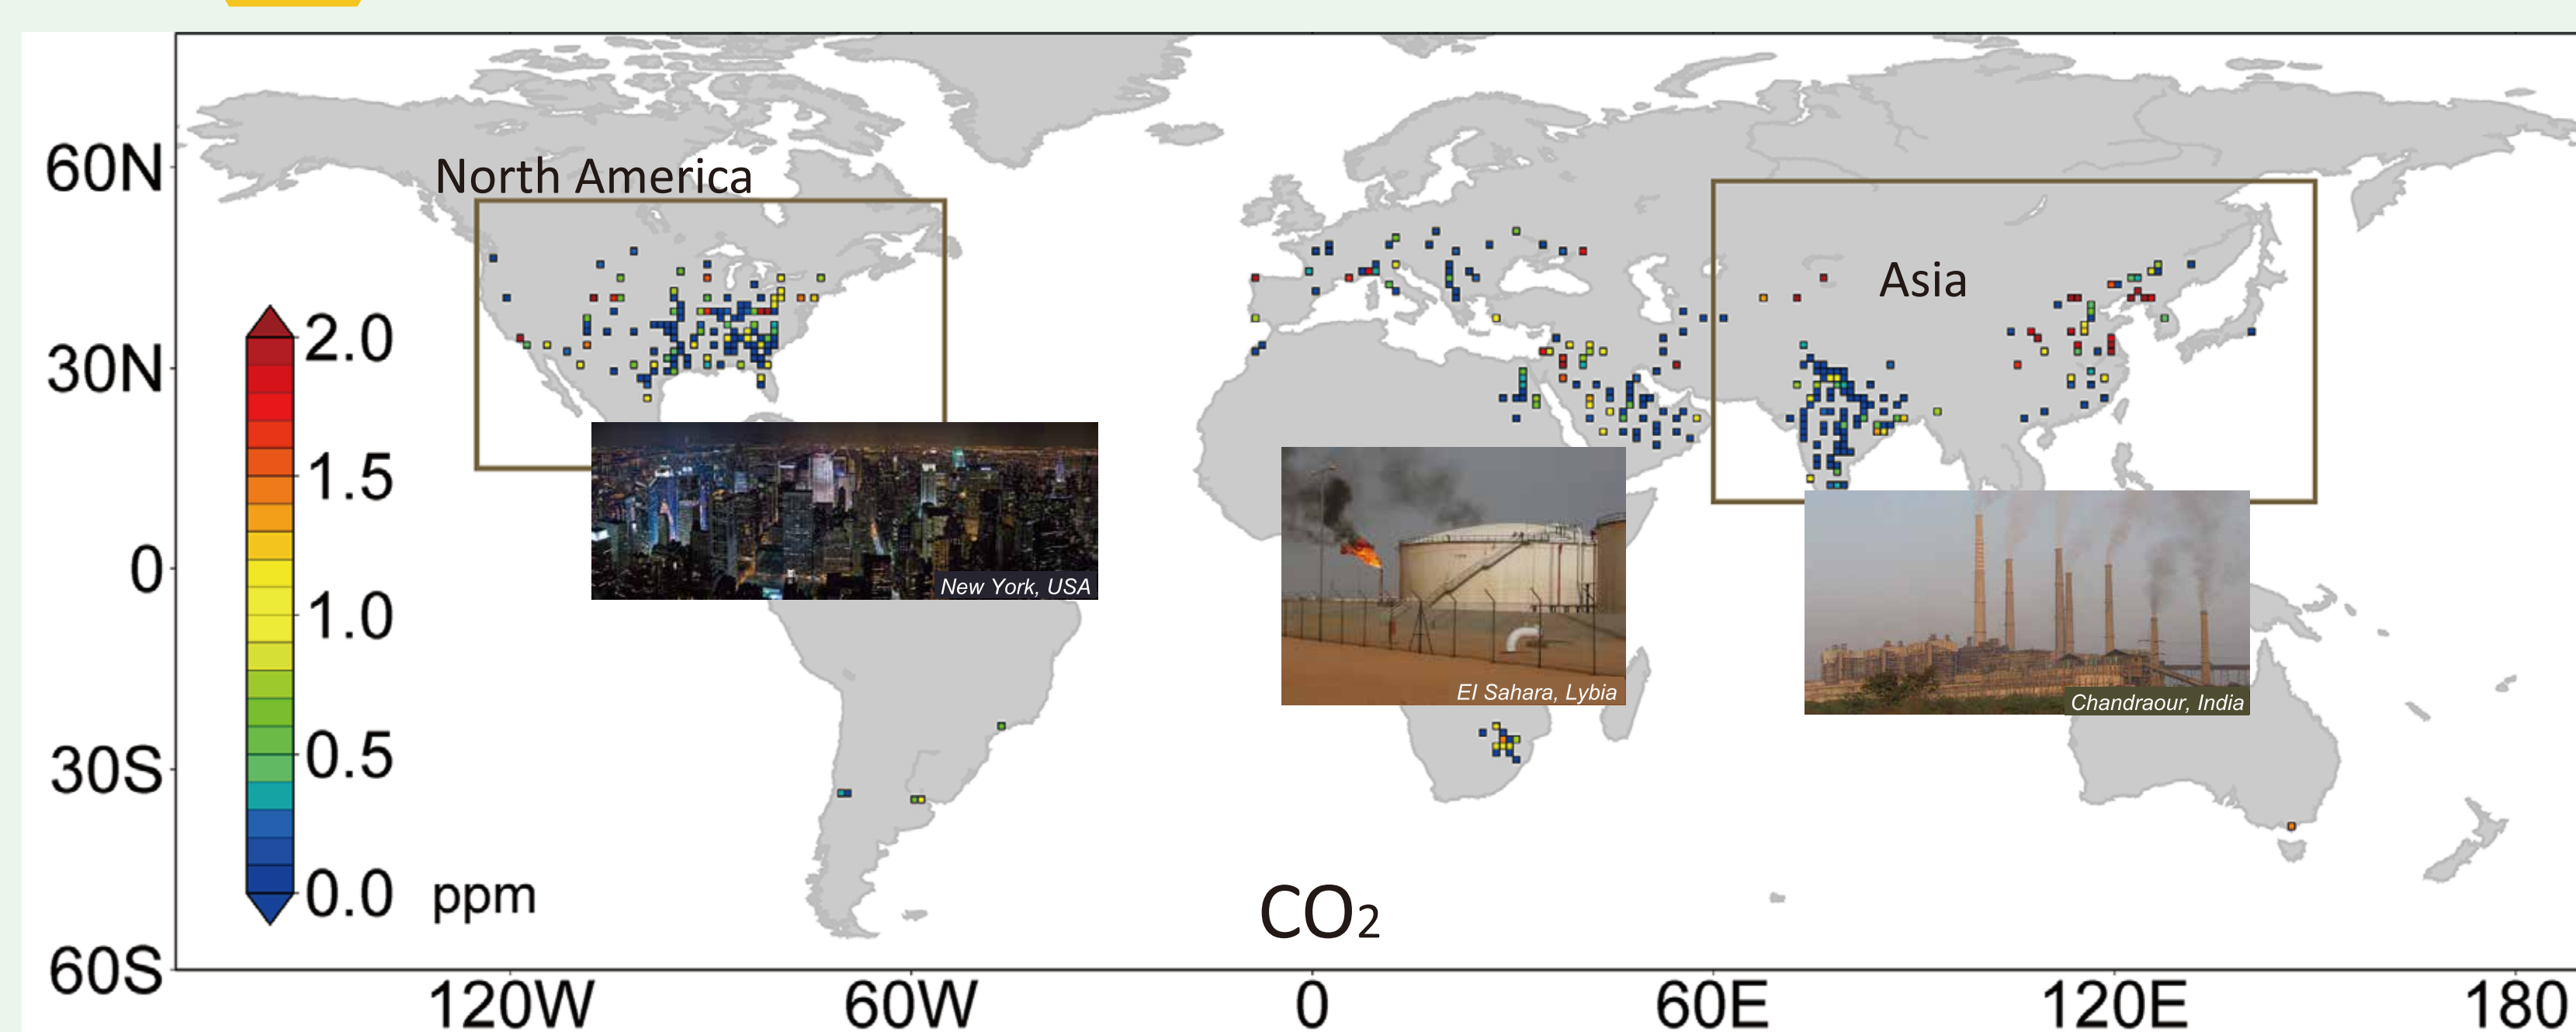 60N
North America
Asia
2.0
30N
1.5
0
New York, USA
1.0
El Sahara, Lybia
Chandraour, India
0.5
30S
0.0 ppm
CO₂
60S
120W 60W 0 60E 120E 180